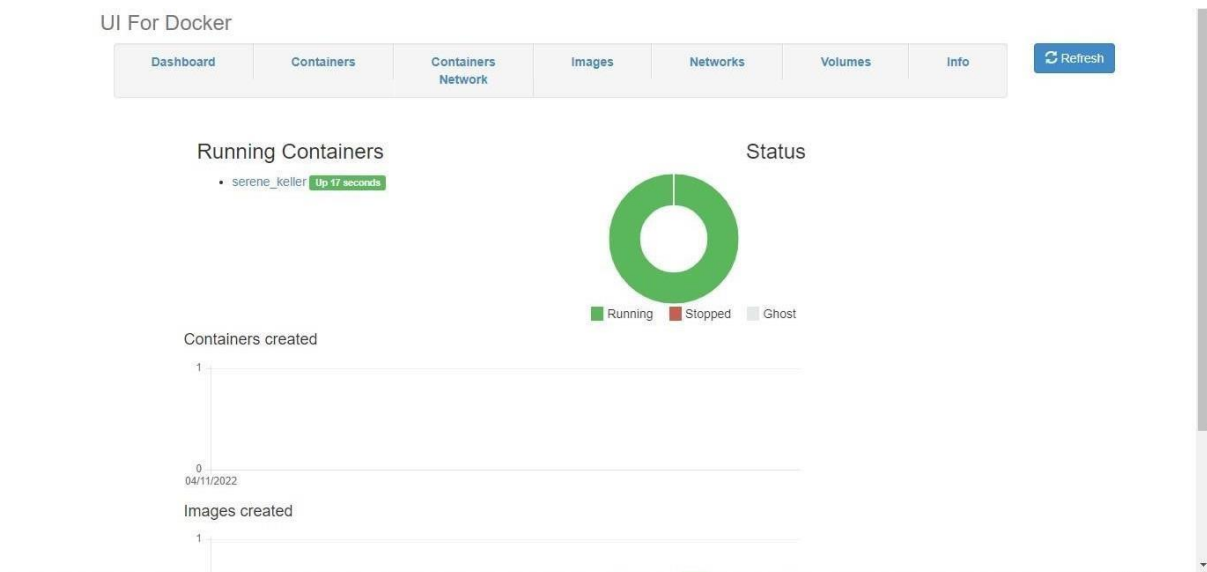 UI For Docker
Dashboard Containers Containers Network Images Networks Volumes Info Refresh
Running Containers
serene_keller Up 17 seconds
Status
Running Stopped Ghost
Containers created
1
0
04/11/2022
Images created
1